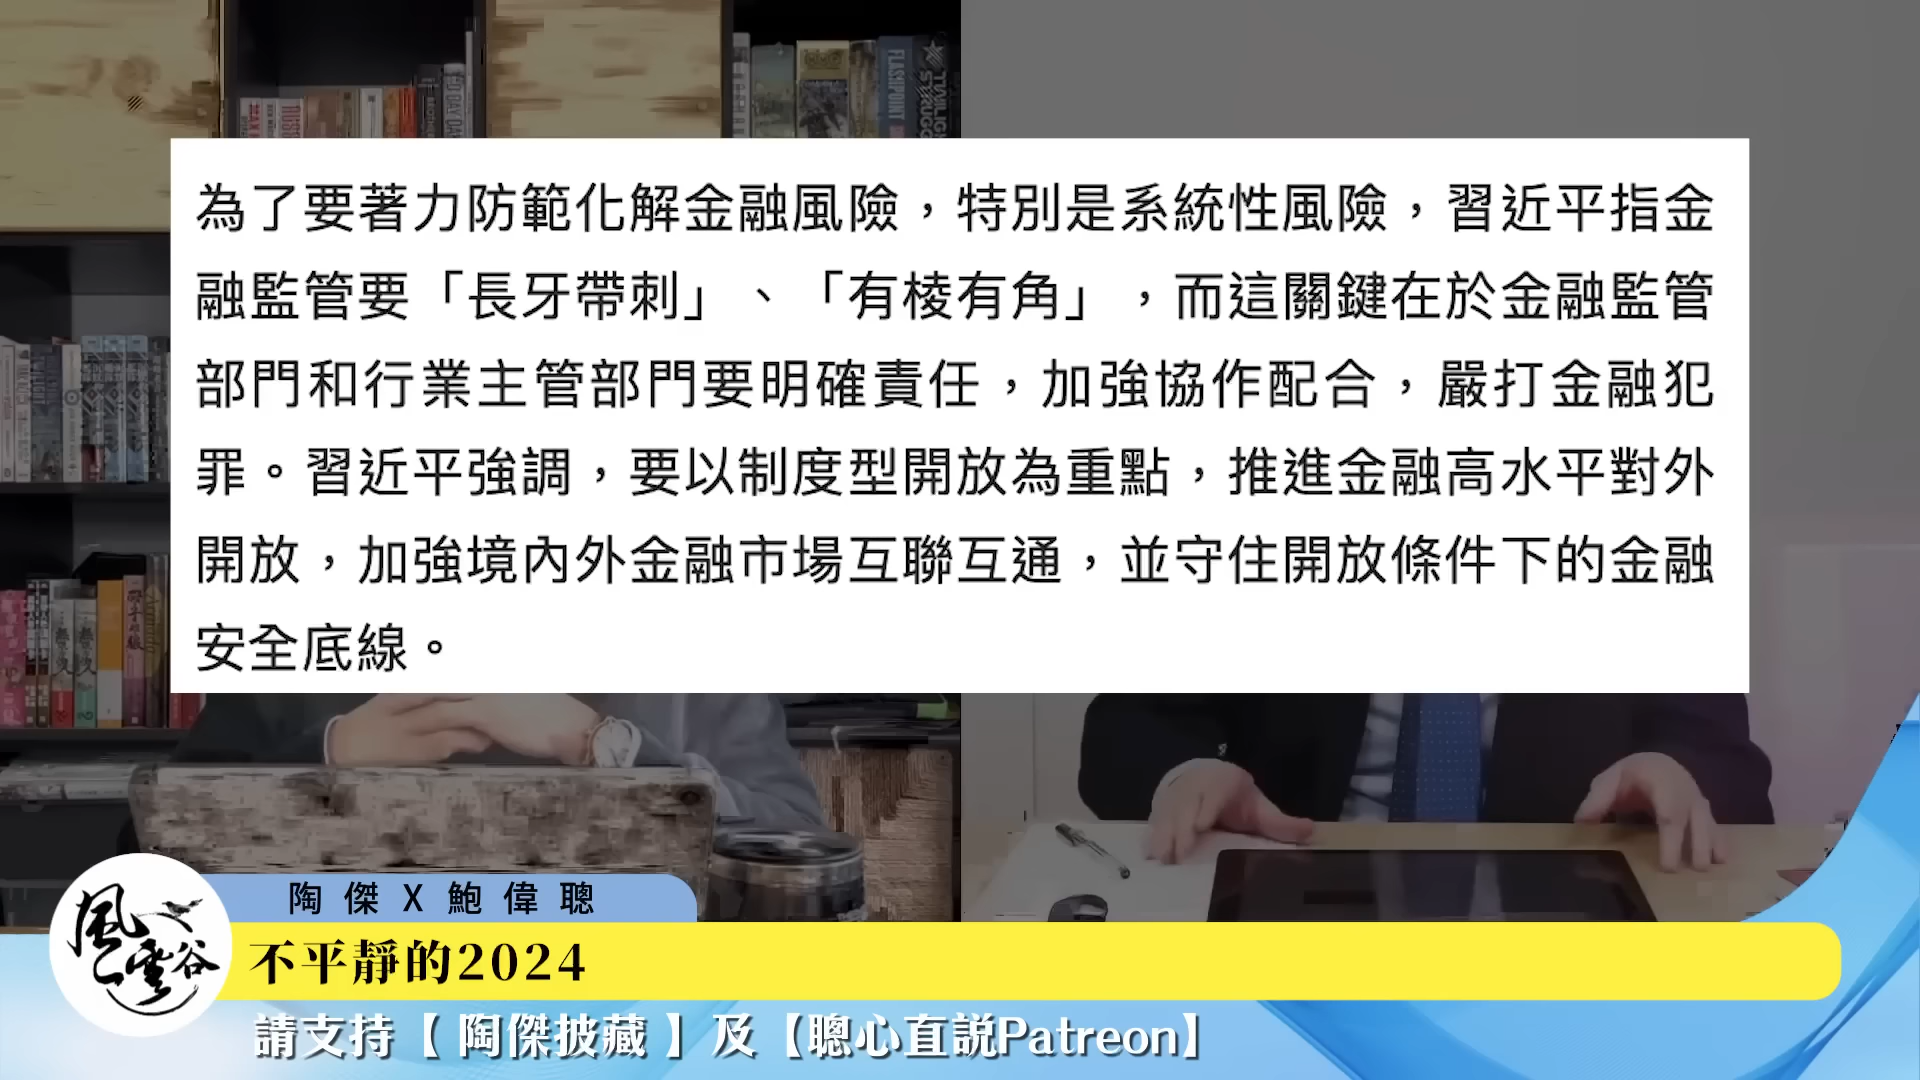 FLASHPOINT
為了要著力防範化解金融風險，特別是系統性風險，習近平指金
融監管要「長牙帶刺」、「有棱有角」，而這關鍵在於金融監管
部門和行業主管部門要明確責任，加強協作配合，嚴打金融犯
罪。習近平強調，要以制度型開放為重點，推進金融高水平對外
開放，加強境內外金融市場互聯互通，並守住開放條件下的金融
安全底線。
陶傑X鮑偉聰
風雲谷
不平靜的2024
請支持【陶傑披藏】及【聰心直説Patreon】